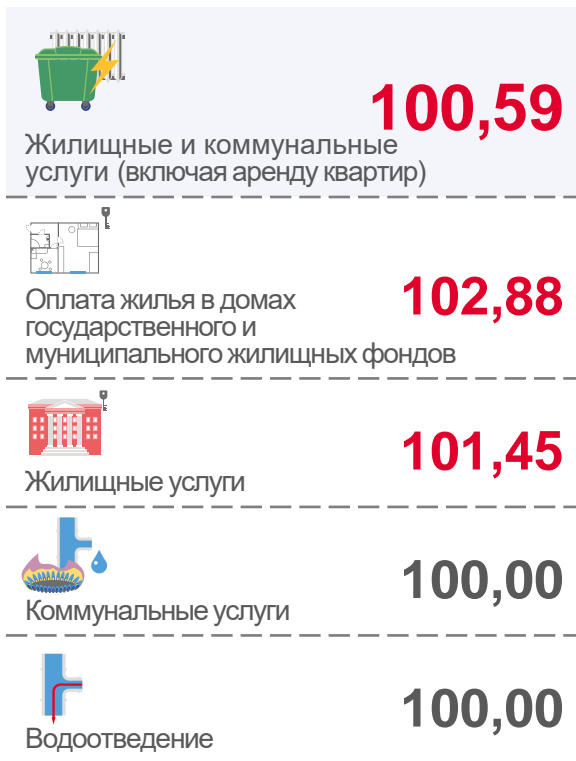 100,59
Жилищные и коммунальные
услуги (включая аренду квартир)
102,88
Оплата жилья в домах
государственного и
муниципального жилищных фондов
101,45
Жилищные услуги
100,00
Коммунальные услуги
100,00
Водоотведение